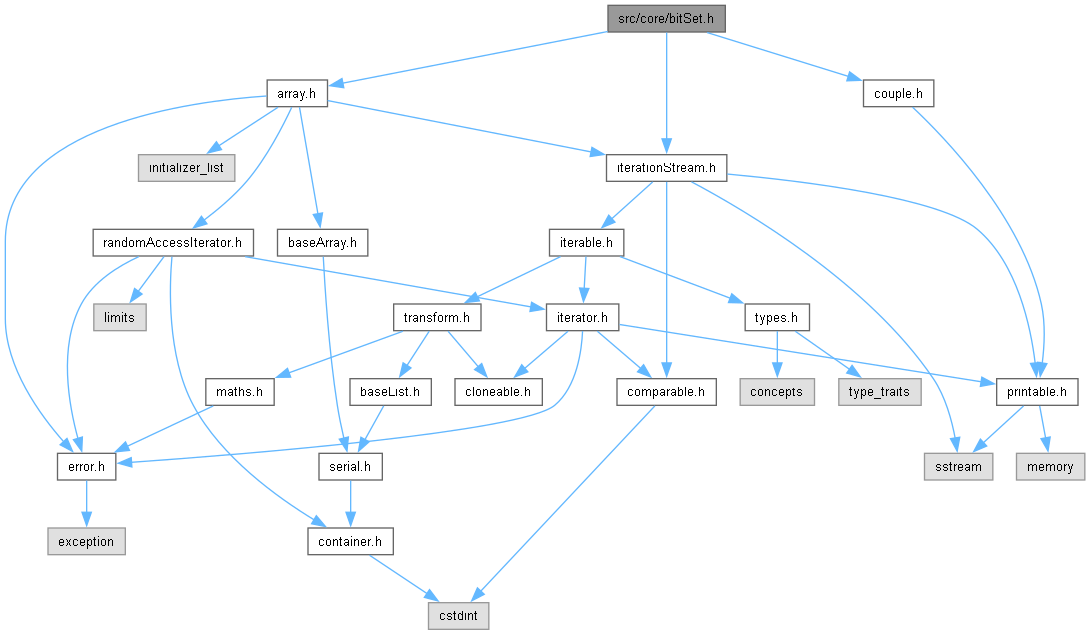 src/core/bitSet.h
array.h
couple.h
initializer_list
iterationStream.h
randomAccessIterator.h
baseArray.h
iterable.h
limits
transform.h
iterator.h
types.h
maths.h
baseList.h
cloneable.h
comparable.h
concepts
type_traits
printable.h
error.h
serial.h
sstream
memory
exception
container.h
cstdint